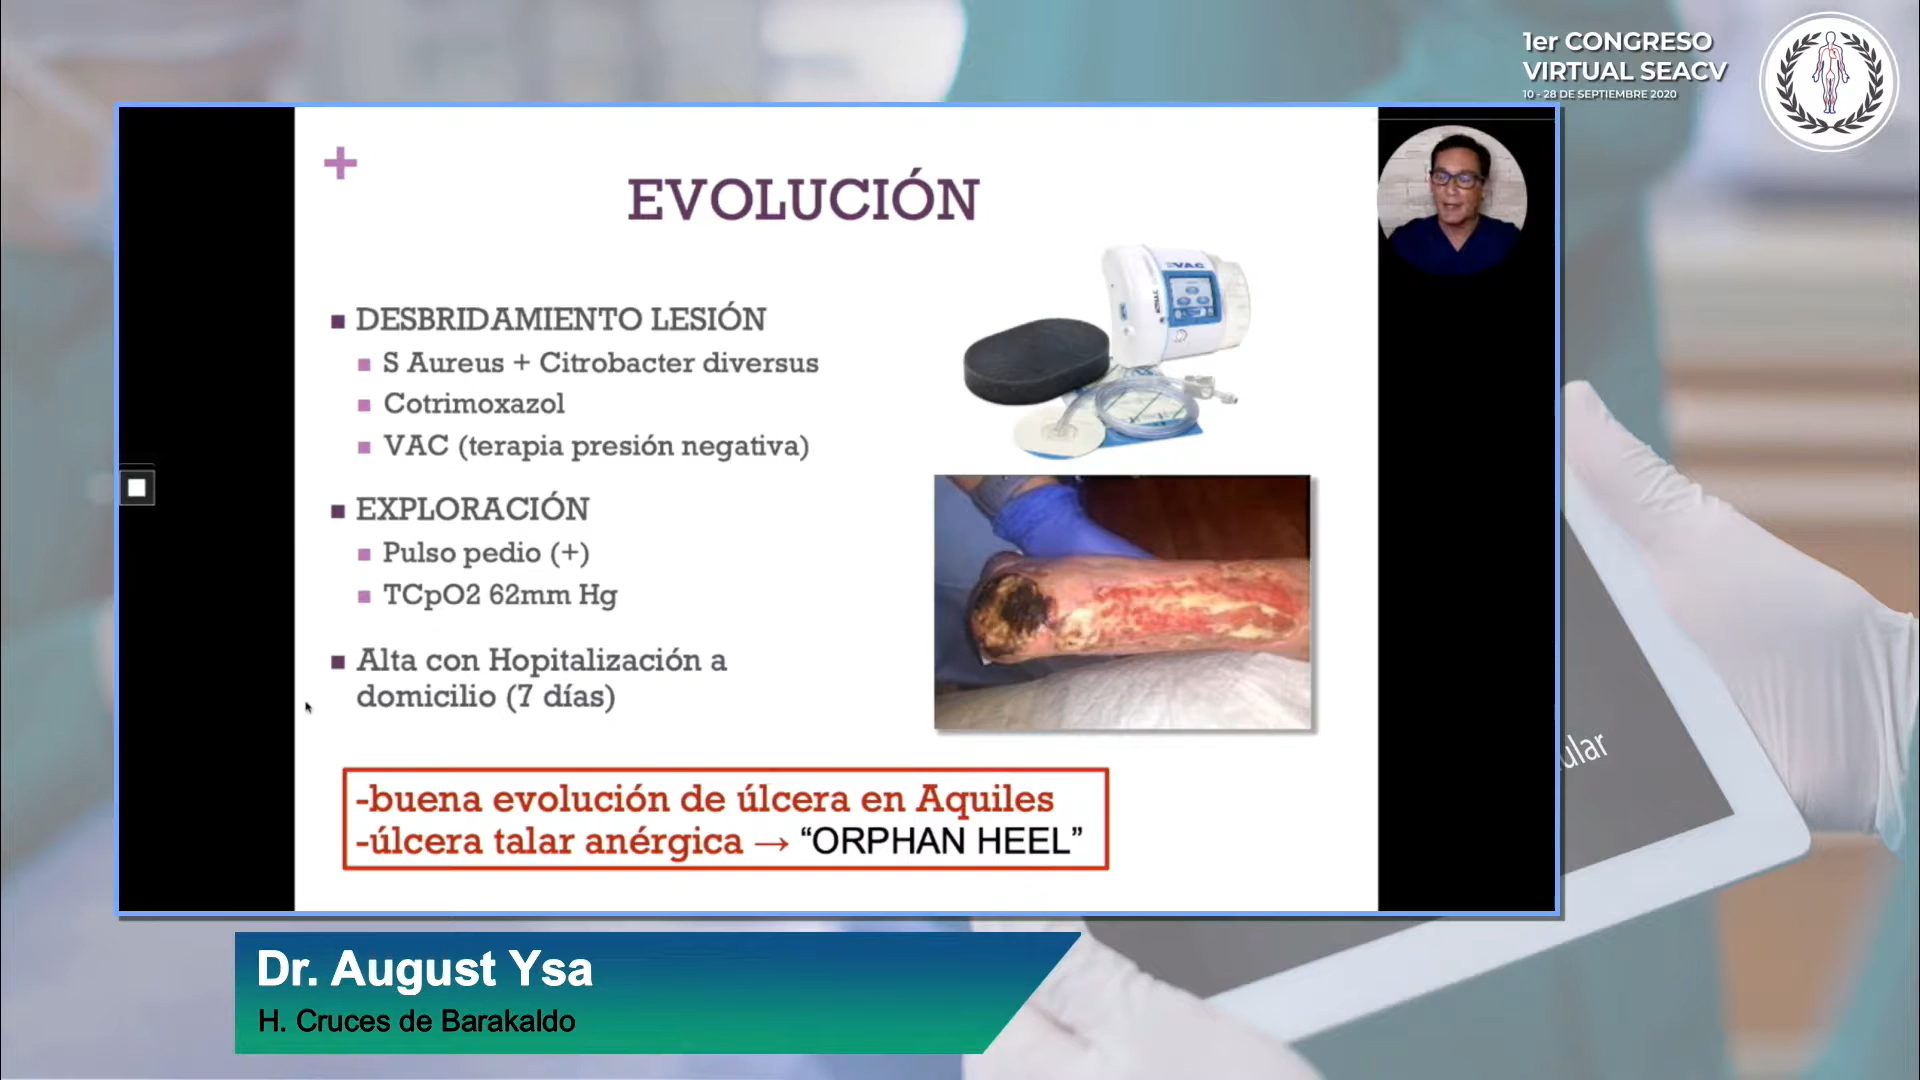 1er CONGRESO
VIRTUAL SEACV
10 - 28 DE SEPTIEMBRE 2020
+
EVOLUCIÓN
DESBRIDAMIENTO LESIÓN
S Aureus + Citrobacter diversus
Cotrimoxazol
VAC (terapia presión negativa)
EXPLORACIÓN
Pulso pedio (+)
TCpO2 62mm Hg
Alta con Hopitalización a
domicilio (7 días)
VAC
-buena evolución de úlcera en Aquiles
-úlcera talar anérgica → “ORPHAN HEEL”
ular
Dr. August Ysa
H. Cruces de Barakaldo